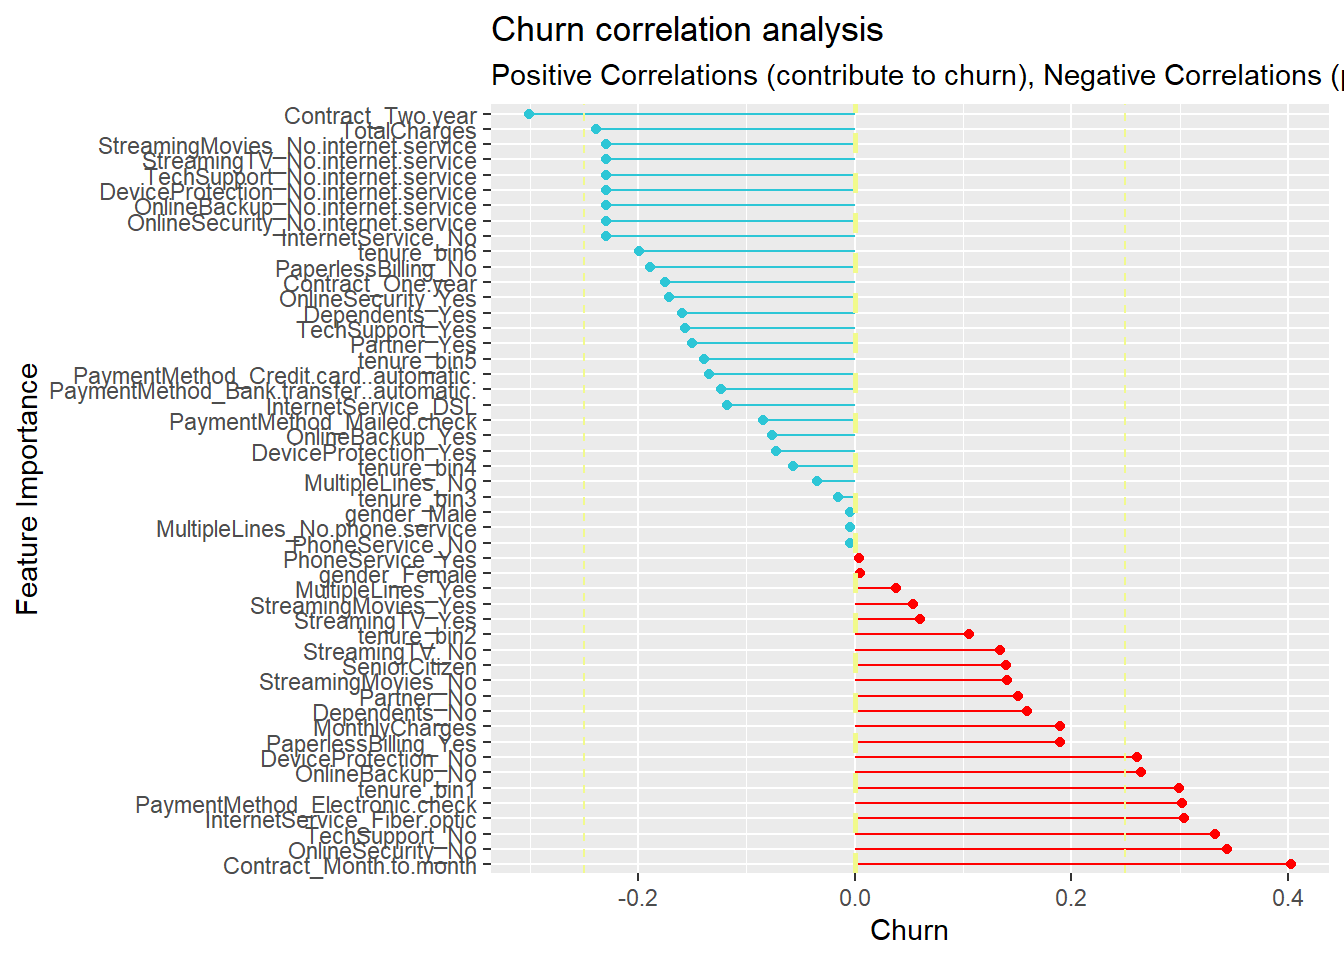 Churn correlation analysis
Positive Correlations (contribute to churn), Negative Correlations (p
Contract_Two.year
TotalCharges
StreamingMovies_No.internet.service
StreamingTV_No.internet.service
TechSupport_No.internet.service
DeviceProtection_No.internet.service
OnlineBackup_No.internet.service
OnlineSecurity_No.internet.service
InternetService_No
tenure_bin6
PaperlessBilling_No
Contract_One.year
OnlineSecurity_Yes
Dependents_Yes
TechSupport_Yes
Partner_Yes
tenure_bin5
PaymentMethod_Credit.card..automatic.
PaymentMethod_Bank.transfer..automatic.
InternetService_DSL
PaymentMethod_Mailed.check
OnlineBackup_Yes
DeviceProtection_Yes
tenure_bin4
MultipleLines_No
tenure_bin3
gender_Male
MultipleLines_No.phone.service
PhoneService_No
PhoneService_Yes
gender_Female
MultipleLines_Yes
StreamingMovies_Yes
StreamingTV_Yes
tenure_bin2
StreamingTV_No
SeniorCitizen
StreamingMovies_No
Partner_No
Dependents_No
MonthlyCharges
PaperlessBilling_Yes
DeviceProtection_No
OnlineBackup_No
tenure_bin1
PaymentMethod_Electronic.check
InternetService_Fiber.optic
TechSupport_No
OnlineSecurity_No
Contract_Month.to.month
Feature Importance
-0.2 0.0 0.2 0.4
Churn